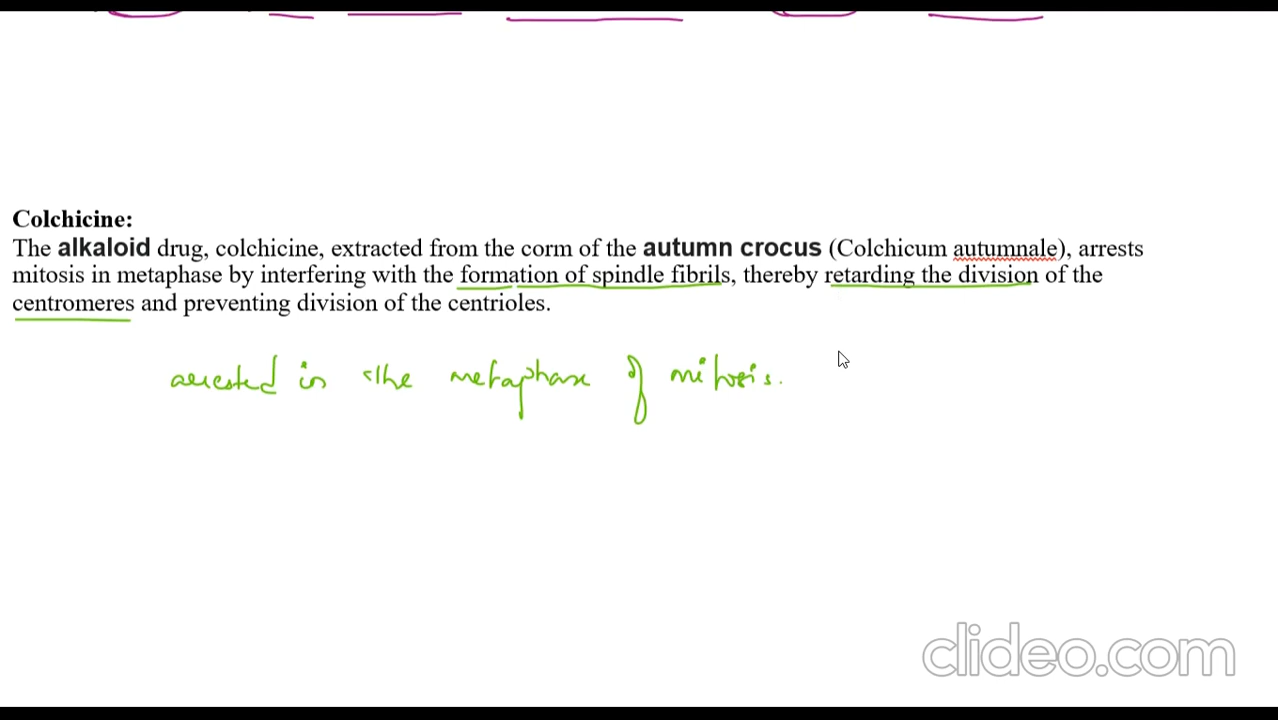 Colchicine:
The alkaloid drug, colchicine, extracted from the corm of the autumn crocus (Colchicum autumnale), arrests
mitosis in metaphase by interfering with the formation of spindle fibrils, thereby retarding the division of the
centromeres and preventing division of the centrioles.
arrested in the metaphase of mitosis.
clideo.com